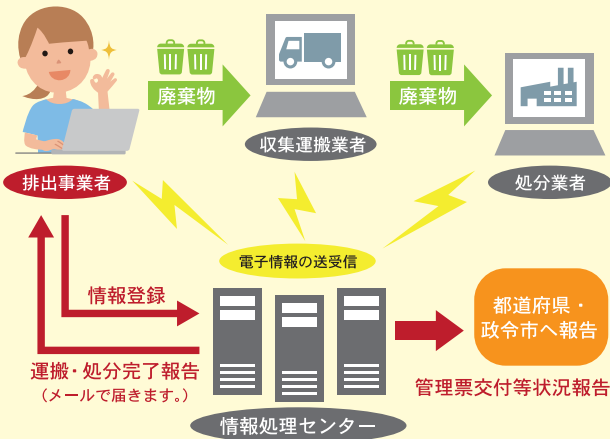 廃棄物
廃棄物
収集運搬業者
排出事業者
処分業者
電子情報の送受信
情報登録
都道府県・
政令市へ報告
運搬・処分完了報告
（メールで届きます。）
管理票交付等状況報告
情報処理センター